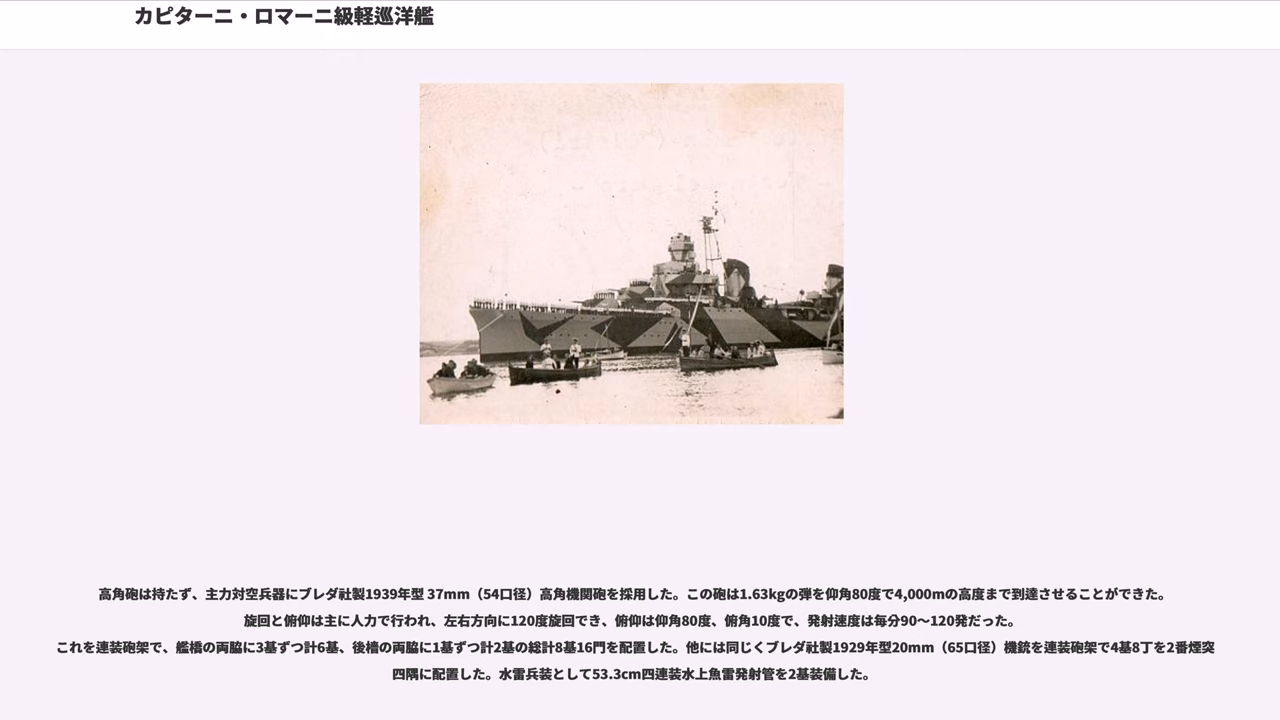 カピターニ・ロマーニ級軽巡洋艦
高角砲は持たず、主力対空兵器にブレダ社製1939年型 37mm（54口径）高角機関砲を採用した。この砲は1.63kgの弾を仰角80度で4,000mの高度まで到達させることができた。
旋回と俯仰は主に人力で行われ、左右方向に120度旋回でき、俯仰は仰角80度、俯角10度で、発射速度は毎分90〜120発だった。
これを連装砲架で、艦橋の両脇に3基ずつ計6基、後檣の両脇に1基ずつ計2基の総計8基16門を配置した。他には同じくブレダ社製1929年型20mm（65口径）機銃を連装砲架で4基8丁を2番煙突
四隅に配置した。水雷兵装として53.3cm四連装水上魚雷発射管を2基装備した。